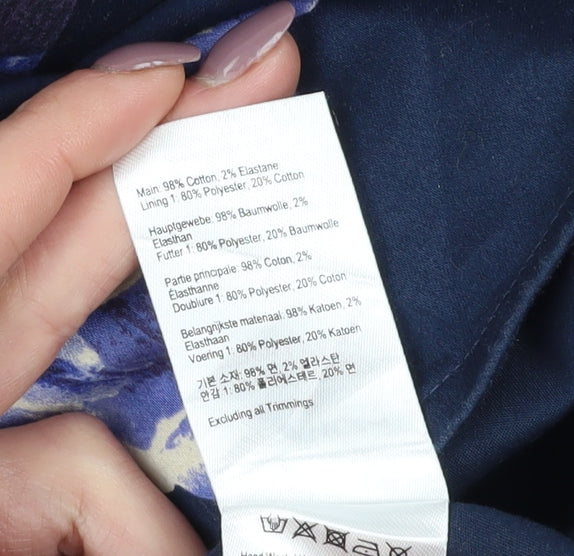 Main: 98% Cotton, 2% Elastane
Lining 1: 80% Polyester, 20% Cotton
Hauptgewebe: 98% Baumwolle, 2%
Elasthan
Futter 1: 80% Polyester, 20% Baumwolle
Partie principale: 98% Coton, 2%
Élasthanne
Doublure 1: 80% Polyester, 20% Coton
Belangrijkste materiaal: 98% Katoen, 2%
Elasthaan
Voering 1: 80% Polyester, 20% Katoen
기본 소재: 98% 면, 2% 엘라스탄
안감 1: 80% 폴리에스테르, 20% 면
Excluding all Trimmings
Hand